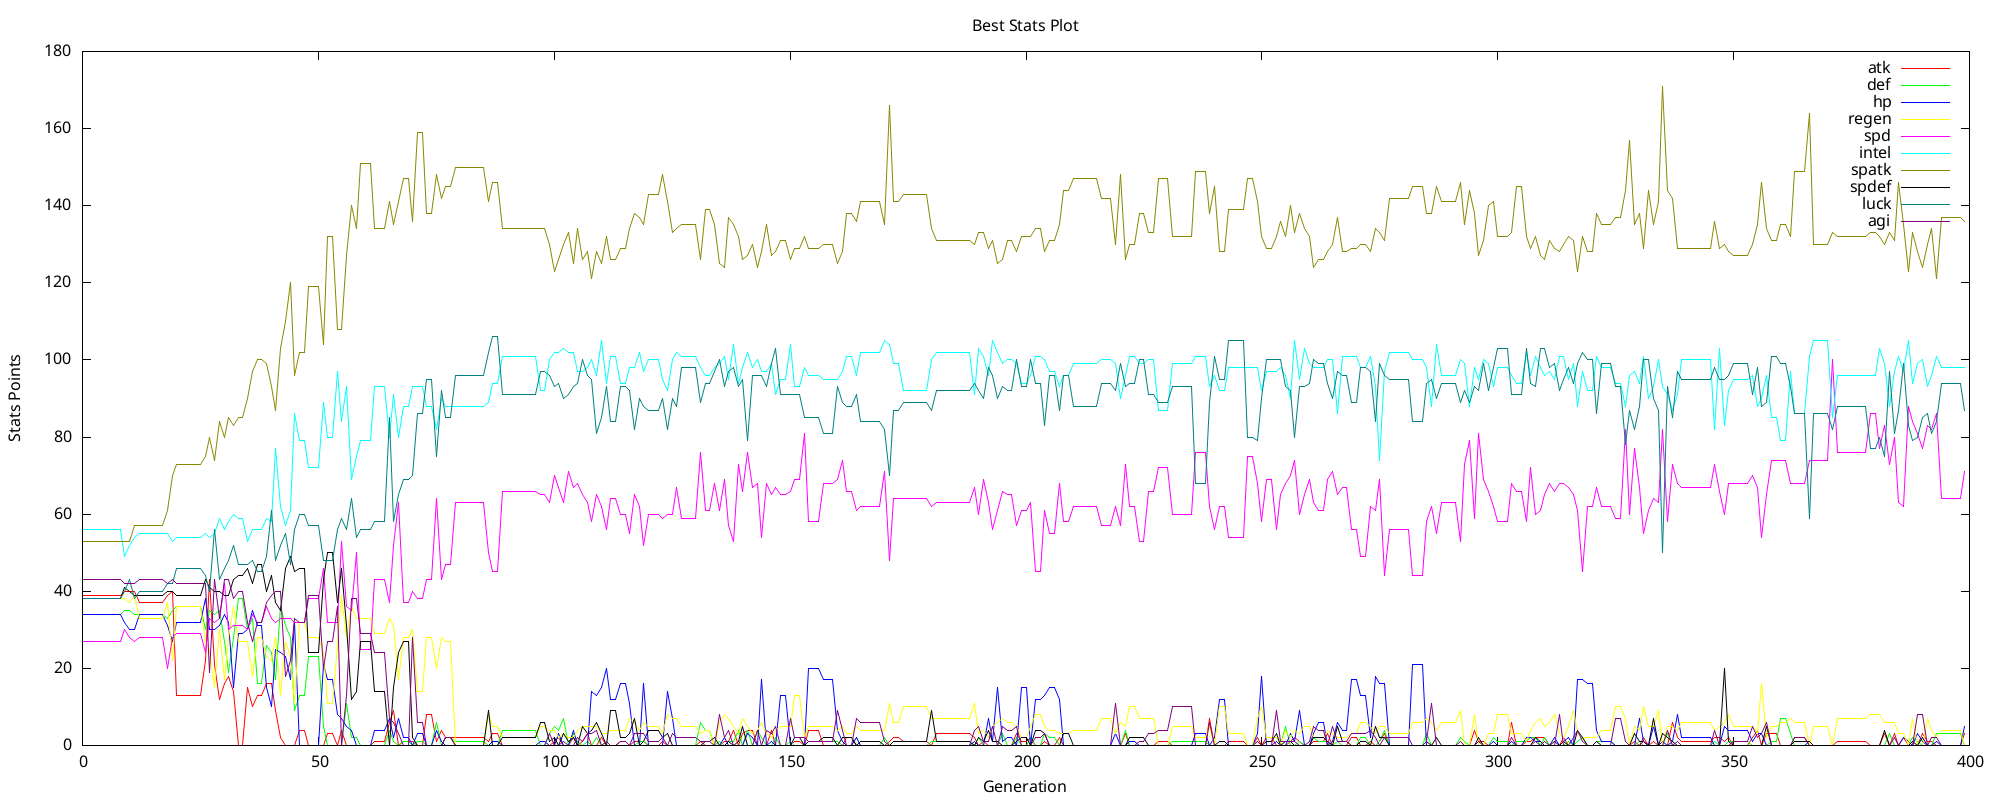 Best Stats Plot
180
160
140
120
100
80
60
40
20
0
Stats Points
atk
def
hp
regen
spd
intel
spatk
spdef
luck
agi
0 50 100 150 200 250 300 350 400
Generation